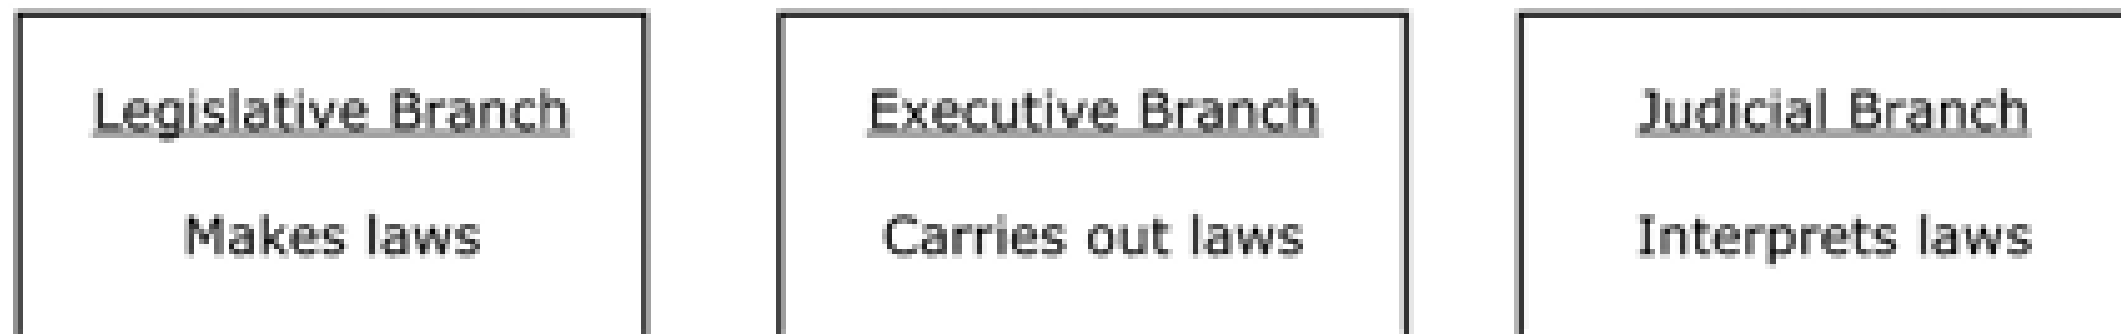 Legislative Branch
Makes laws
Executive Branch
Carries out laws
Judicial Branch
Interprets laws